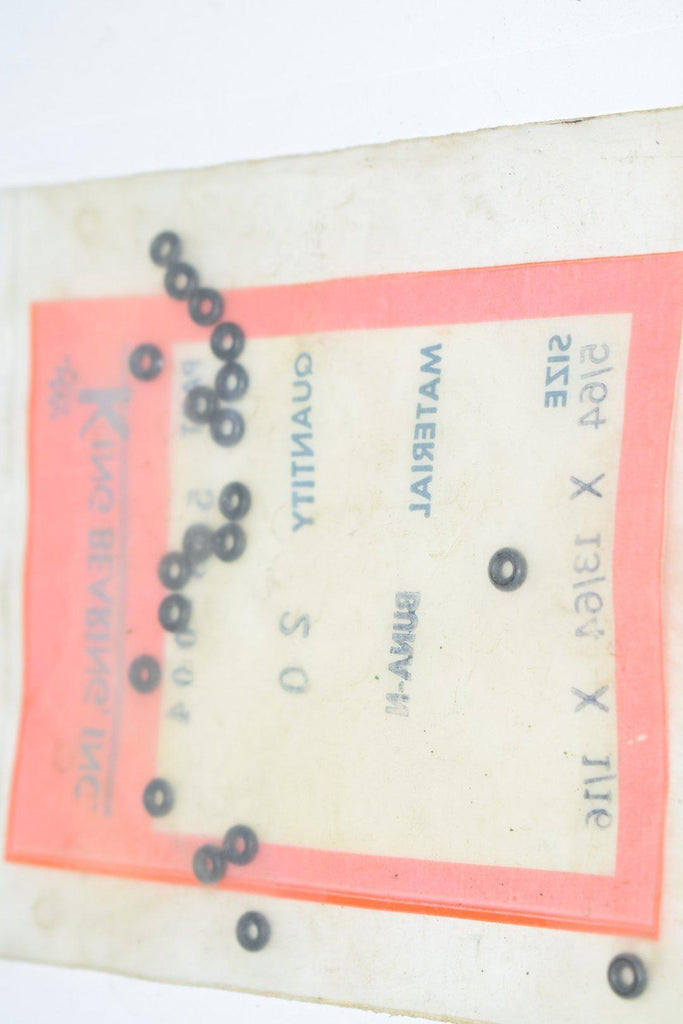 KING BEARING, INC.
QUANTITY 20
MATERIAL BUNA-N
SIZE 5/64 X 13/64 X 1/16